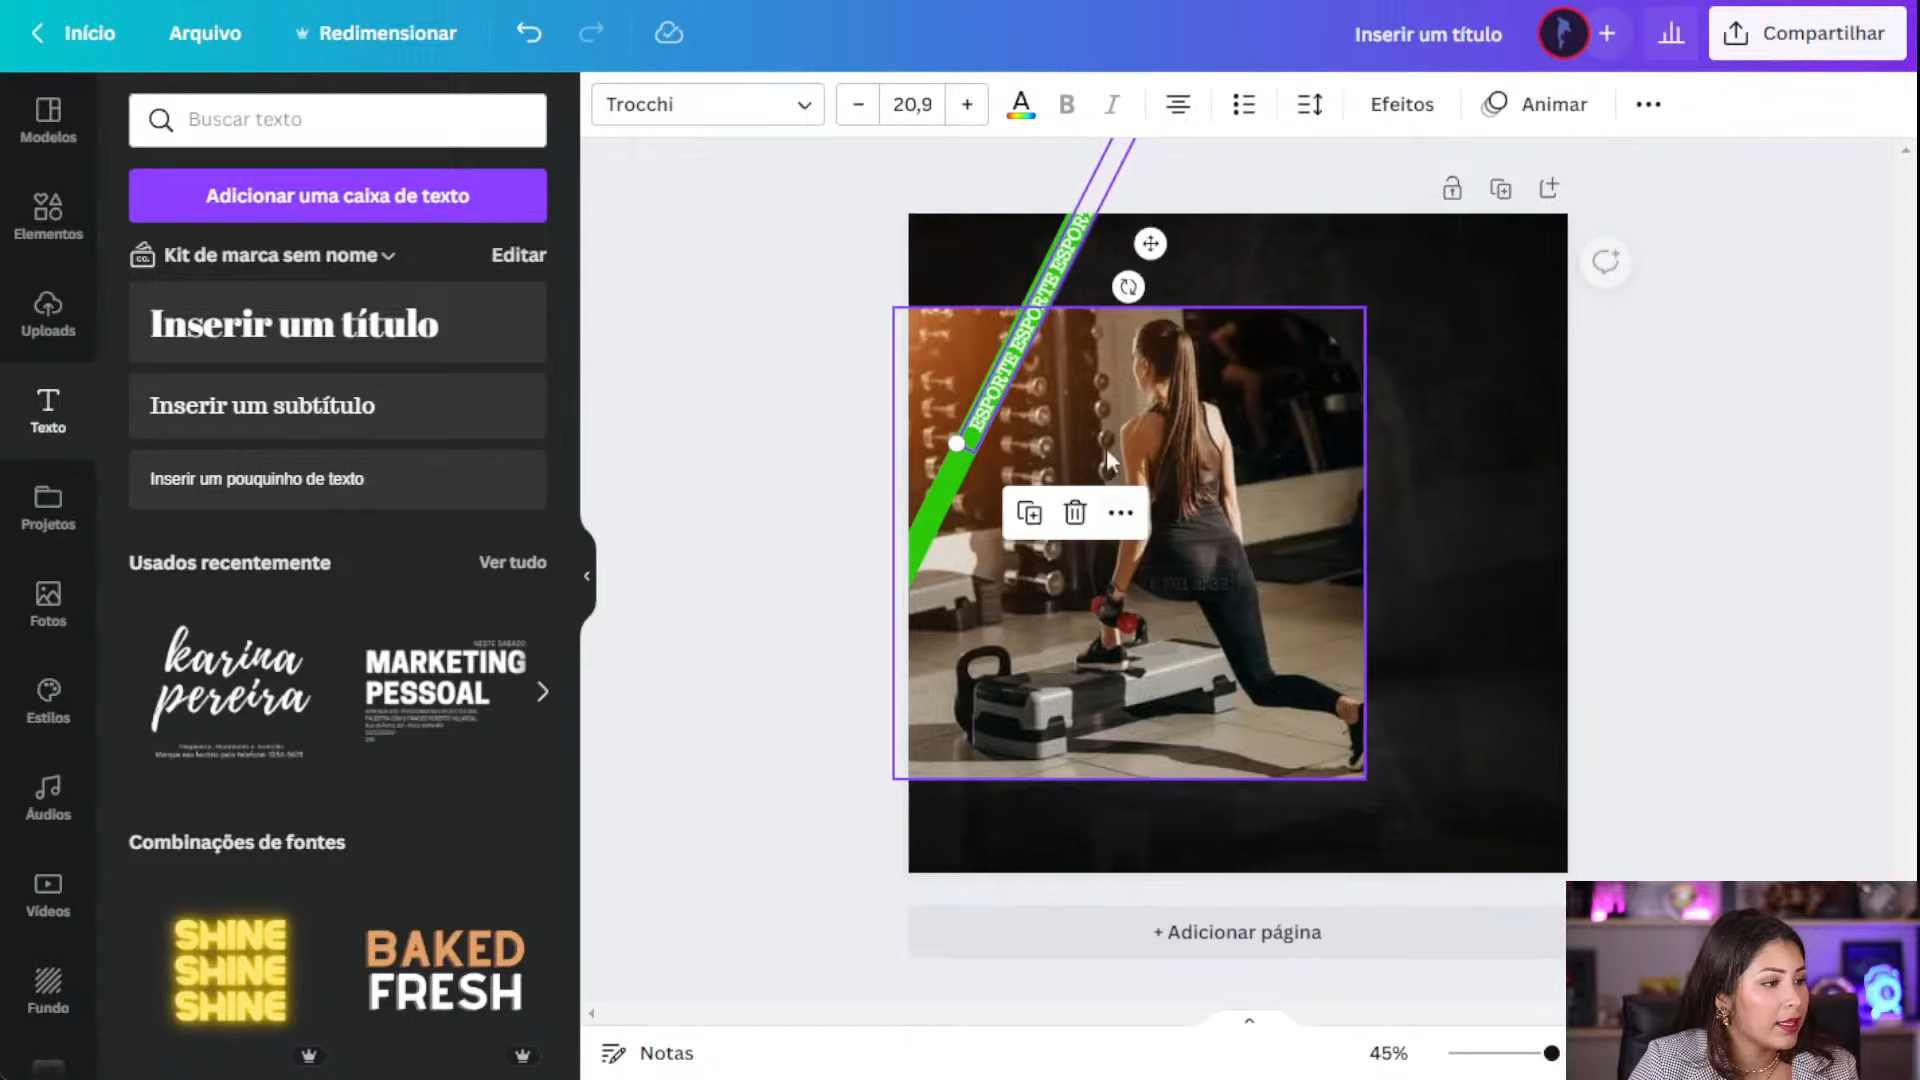 Início
Arquivo
Redimensionar
Inserir um título
Compartilhar
Trocchi
20,9
B
I
Efeitos
Animar
Buscar texto
Adicionar uma caixa de texto
CO.
Kit de marca sem nome
Editar
Inserir um título
Inserir um subtítulo
Inserir um pouquinho de texto
Usados recentemente
Ver tudo
karina
pereira
NESTE SÁBADO
MARKETING
PESSOAL
Combinações de fontes
SHINE
SHINE
SHINE
BAKED
FRESH
Modelos
Elementos
Uploads
Texto
Projetos
Fotos
Estilos
Áudios
Vídeos
Fundo
ESPORTE ESPORTE ESPOR
+ Adicionar página
Notas
45%